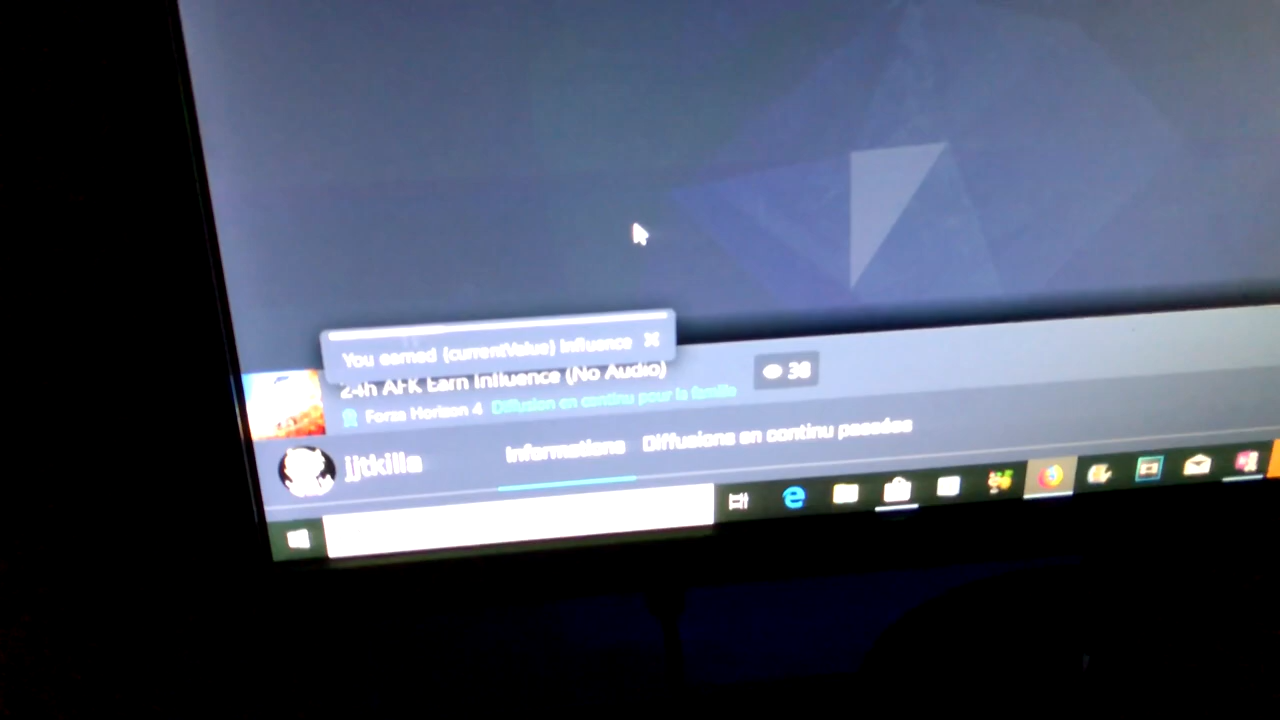 You earned {currentValue} Influence
24h AFK Earn Influence (No Audio)
38
Forza Horizon 4 Diffusion en continu pour la famille
jjtkilla
Informations Diffusions en continu passées